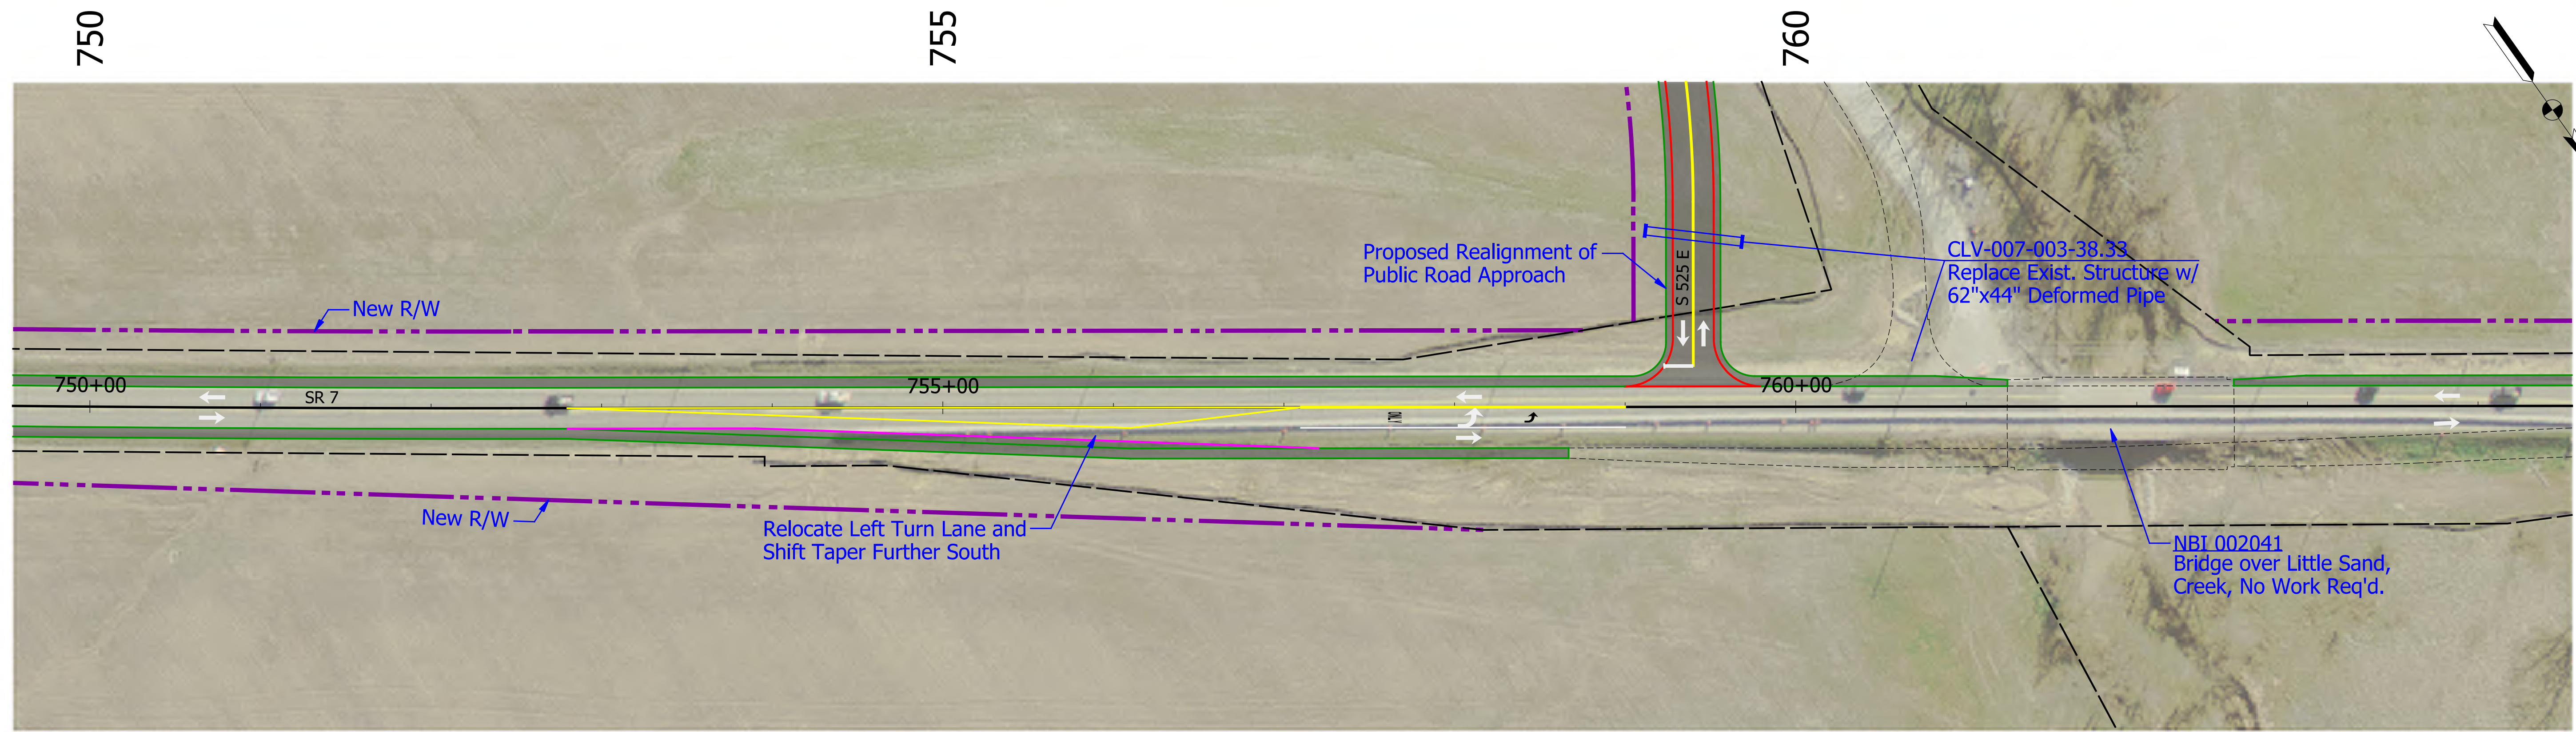 750
755
760
Proposed Realignment of
Public Road Approach
S 5525 E
CLV-007-003-38.33
Replace Exist. Structure w/
62"x44" Deformed Pipe
New R/W
750+00
755+00
760+00
SR 7
New R/W
Relocate Left Turn Lane and
Shift Taper Further South
NBI 002041
Bridge over Little Sand,
Creek, No Work Req'd.